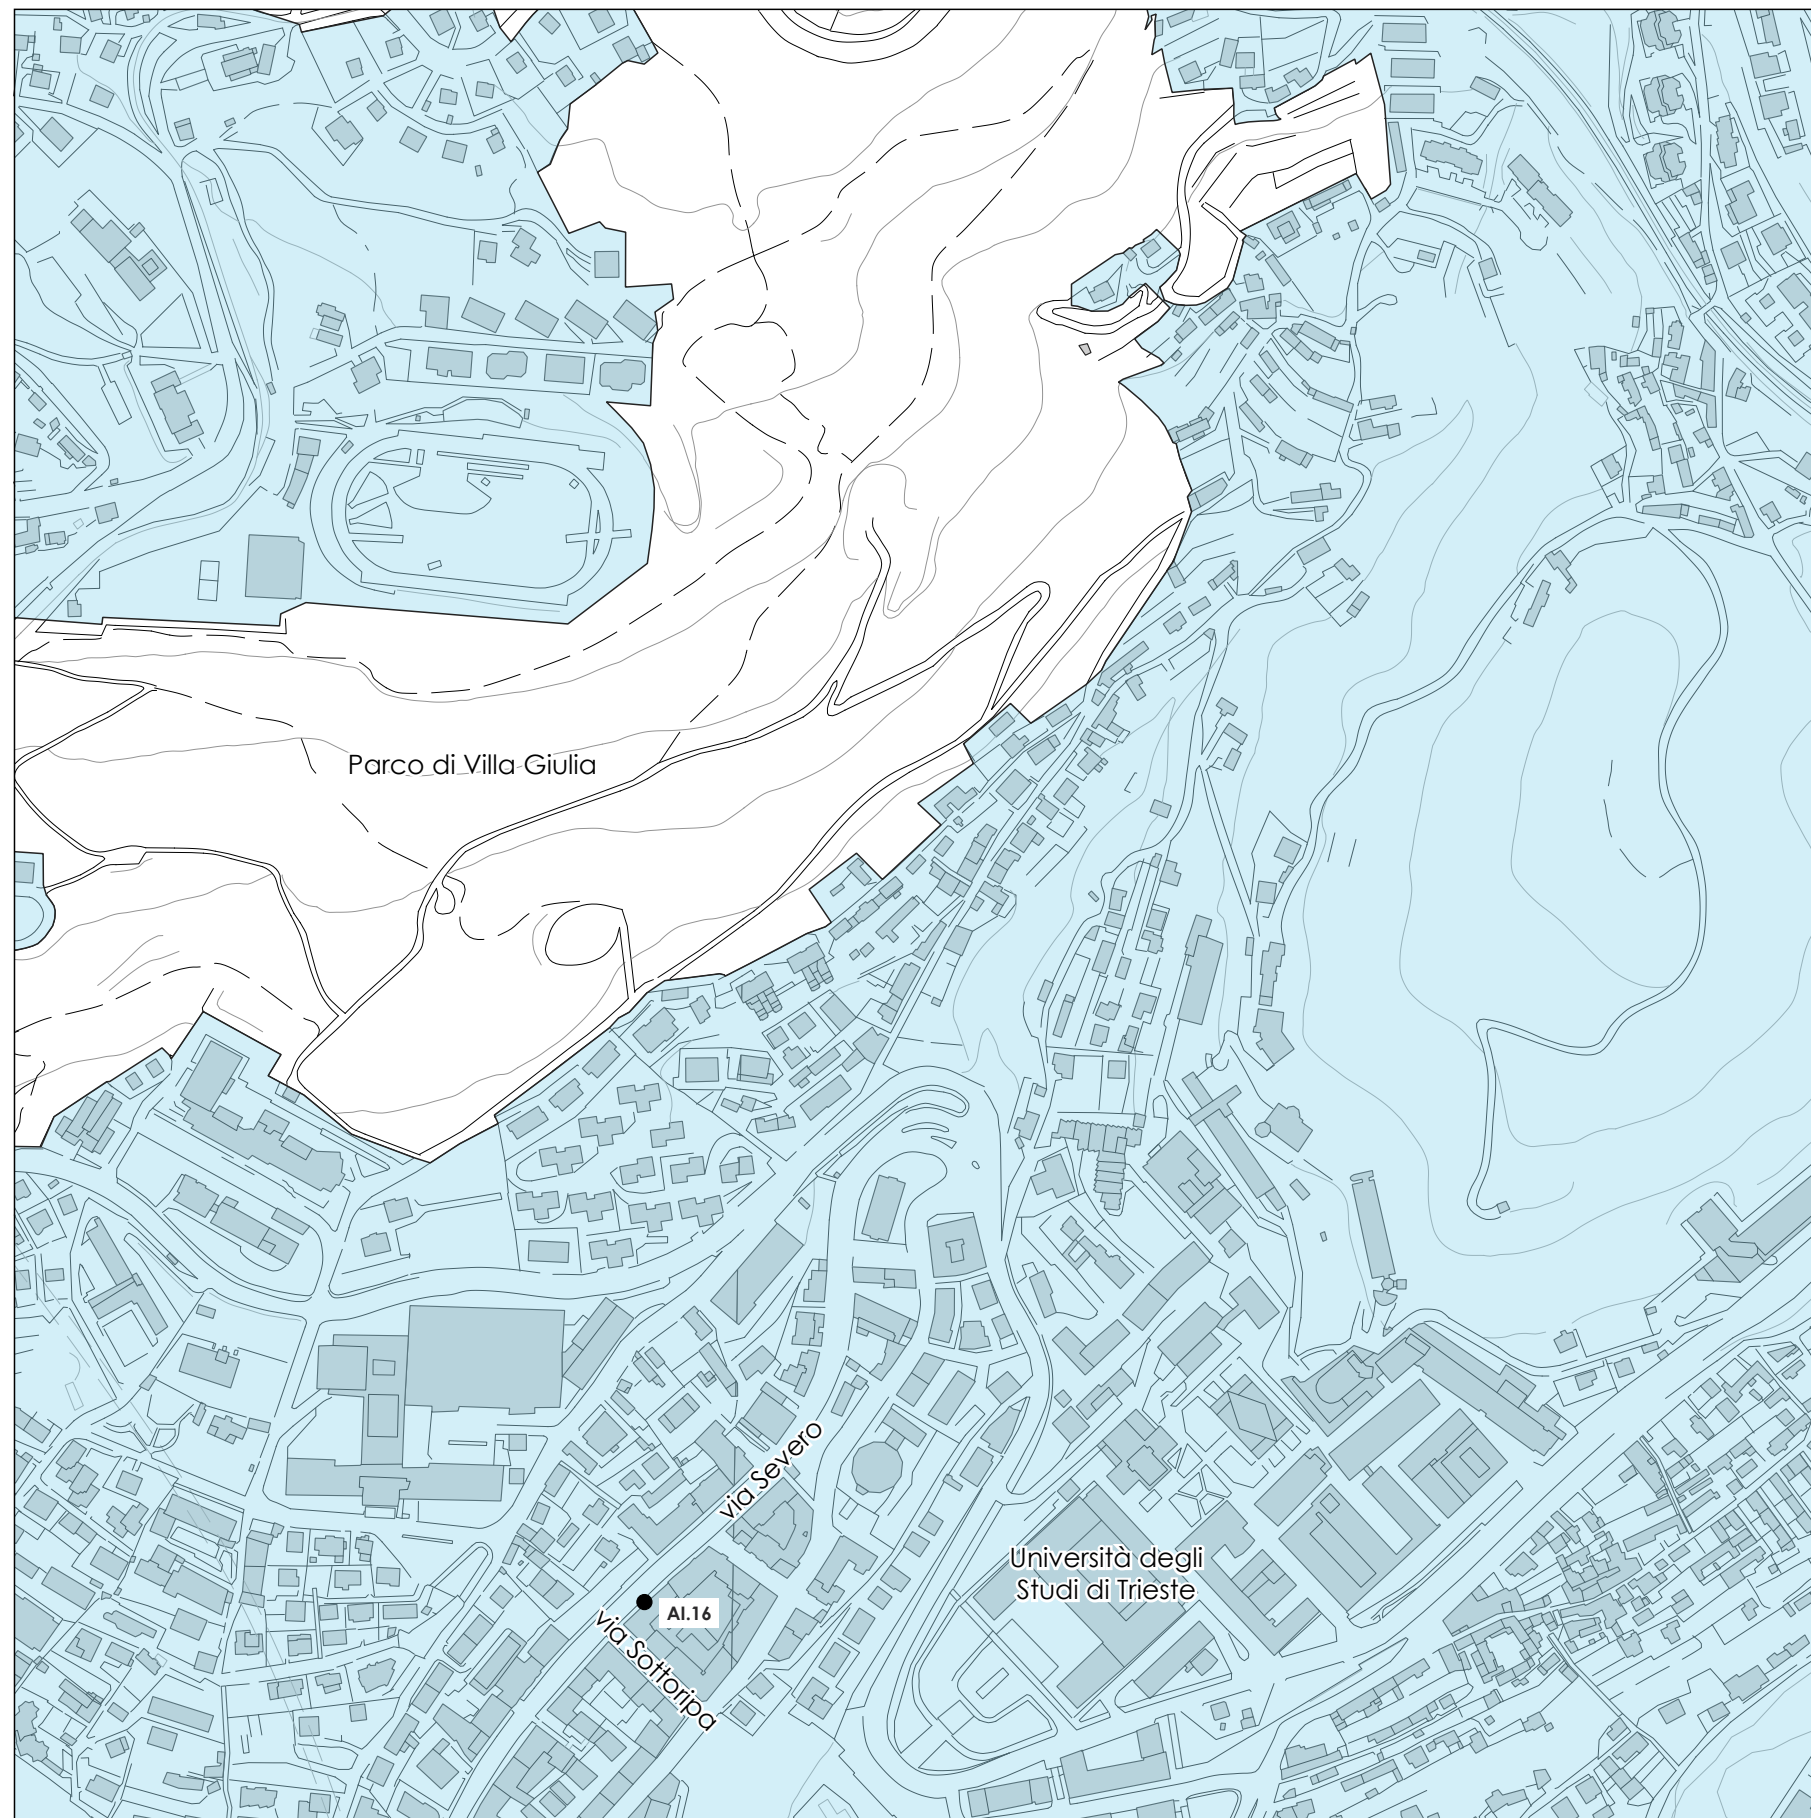 Parco di Villa Giulia
via Severo
Università degli
Studi di Trieste
AI.16
via Sottoripa